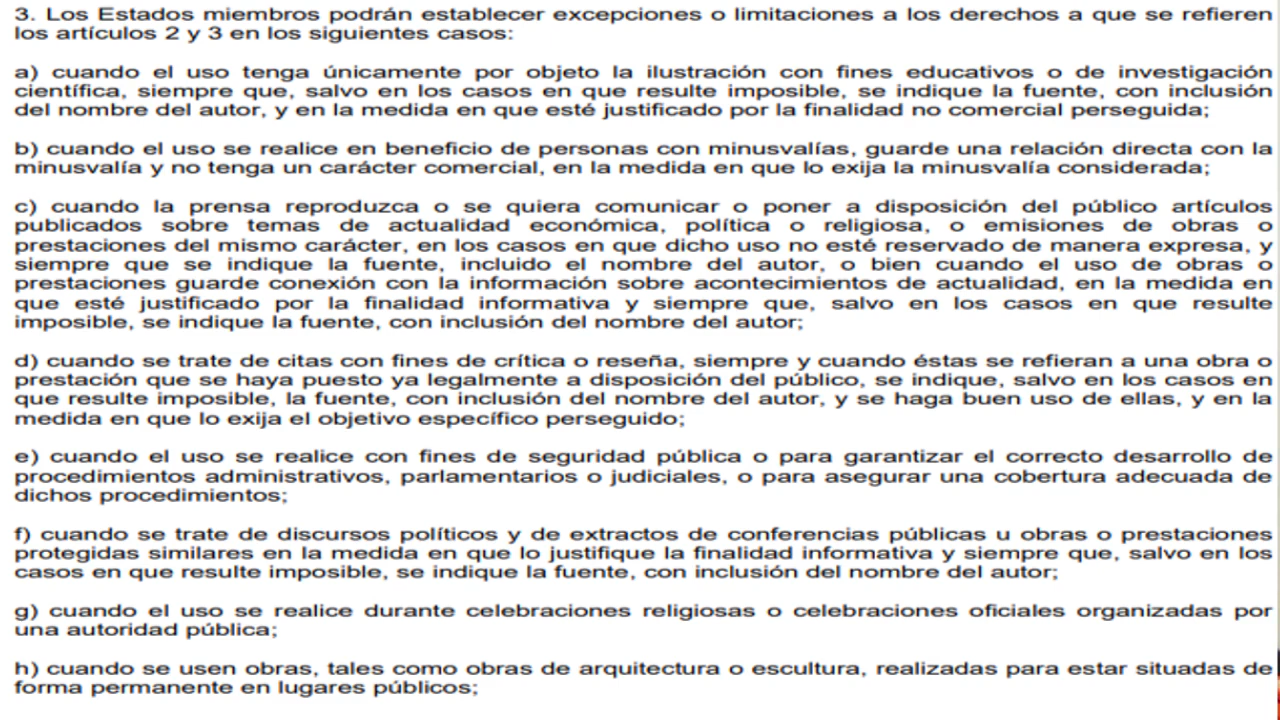 3. Los Estados miembros podrán establecer excepciones o limitaciones a los derechos a que se refieren
los artículos 2 y 3 en los siguientes casos:
a) cuando el uso tenga únicamente por objeto la ilustración con fines educativos o de investigación
científica, siempre que, salvo en los casos en que resulte imposible, se indique la fuente, con inclusión
del nombre del autor, y en la medida en que esté justificado por la finalidad no comercial perseguida;
b) cuando el uso se realice en beneficio de personas con minusvalías, guarde una relación directa con la
minusvalía y no tenga un carácter comercial, en la medida en que lo exija la minusvalía considerada;
c) cuando la prensa reproduzca o se quiera comunicar o poner a disposición del público artículos
publicados sobre temas de actualidad económica, política o religiosa, o emisiones de obras o
prestaciones del mismo carácter, en los casos en que dicho uso no esté reservado de manera expresa, y
siempre que se indique la fuente, incluido el nombre del autor, o bien cuando el uso de obras o
prestaciones guarde conexión con la información sobre acontecimientos de actualidad, en la medida en
que esté justificado por la finalidad informativa y siempre que, salvo en los casos en que resulte
imposible, se indique la fuente, con inclusión del nombre del autor;
d) cuando se trate de citas con fines de crítica o reseña, siempre y cuando éstas se refieran a una obra o
prestación que se haya puesto ya legalmente a disposición del público, se indique, salvo en los casos en
que resulte imposible, la fuente, con inclusión del nombre del autor, y se haga buen uso de ellas, y en la
medida en que lo exija el objetivo específico perseguido;
e) cuando el uso se realice con fines de seguridad pública o para garantizar el correcto desarrollo de
procedimientos administrativos, parlamentarios o judiciales, o para asegurar una cobertura adecuada de
dichos procedimientos;
f) cuando se trate de discursos políticos y de extractos de conferencias públicas u obras o prestaciones
protegidas similares en la medida en que lo justifique la finalidad informativa y siempre que, salvo en los
casos en que resulte imposible, se indique la fuente, con inclusión del nombre del autor;
g) cuando el uso se realice durante celebraciones religiosas o celebraciones oficiales organizadas por
una autoridad pública;
h) cuando se usen obras, tales como obras de arquitectura o escultura, realizadas para estar situadas de
forma permanente en lugares públicos;